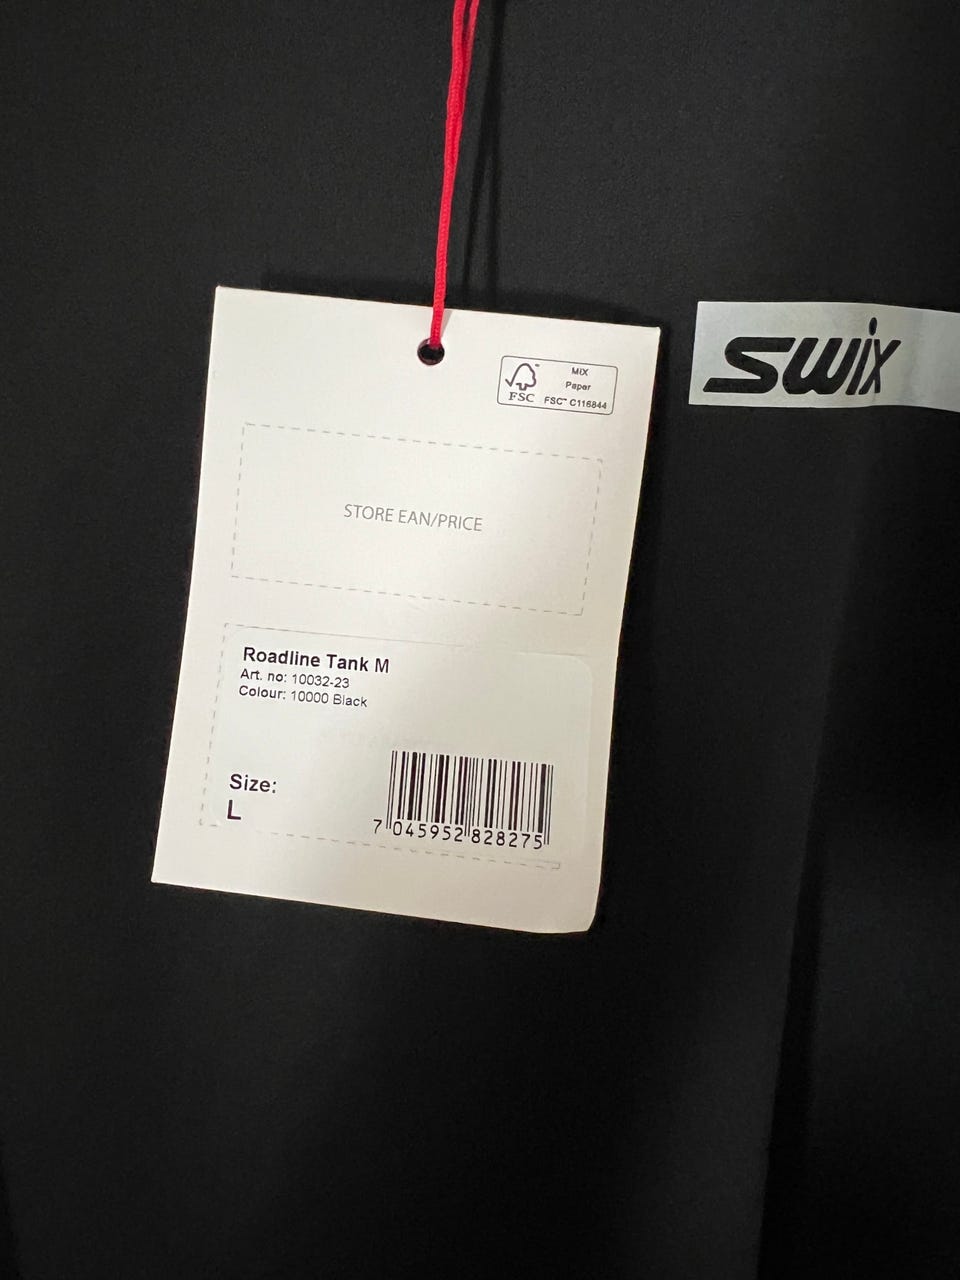 swix
MIX
Paper
FSC
FSC™ C116844
STORE EAN/PRICE
Roadline Tank M
Art. no: 10032-23
Colour: 10000 Black
Size:
L
7 045952 828275